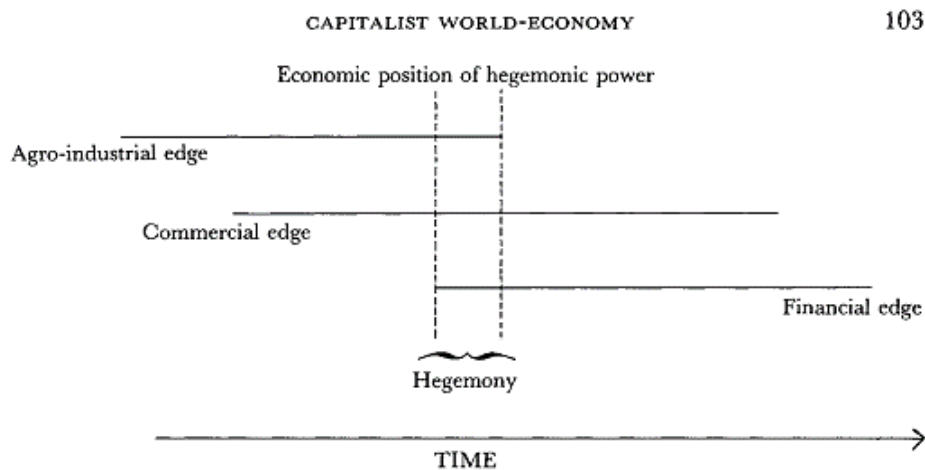 CAPITALIST WORLD-ECONOMY 103
Economic position of hegemonic power
Agro-industrial edge
Commercial edge
Financial edge
Hegemony
TIME